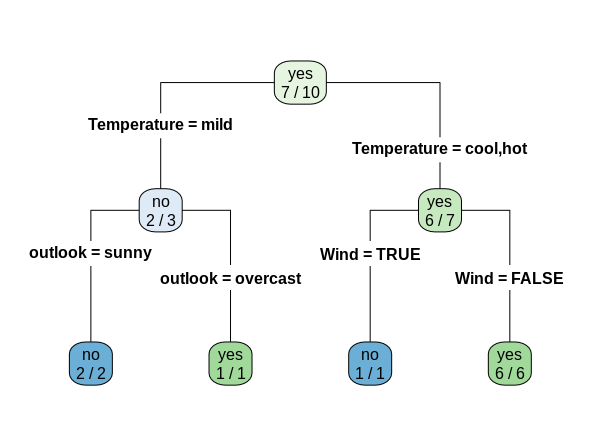 yes
7 / 10
Temperature = mild
Temperature = cool,hot
no
2 / 3
yes
6 / 7
outlook = sunny
outlook = overcast
Wind = TRUE
Wind = FALSE
no
2 / 2
yes
1 / 1
no
1 / 1
yes
6 / 6